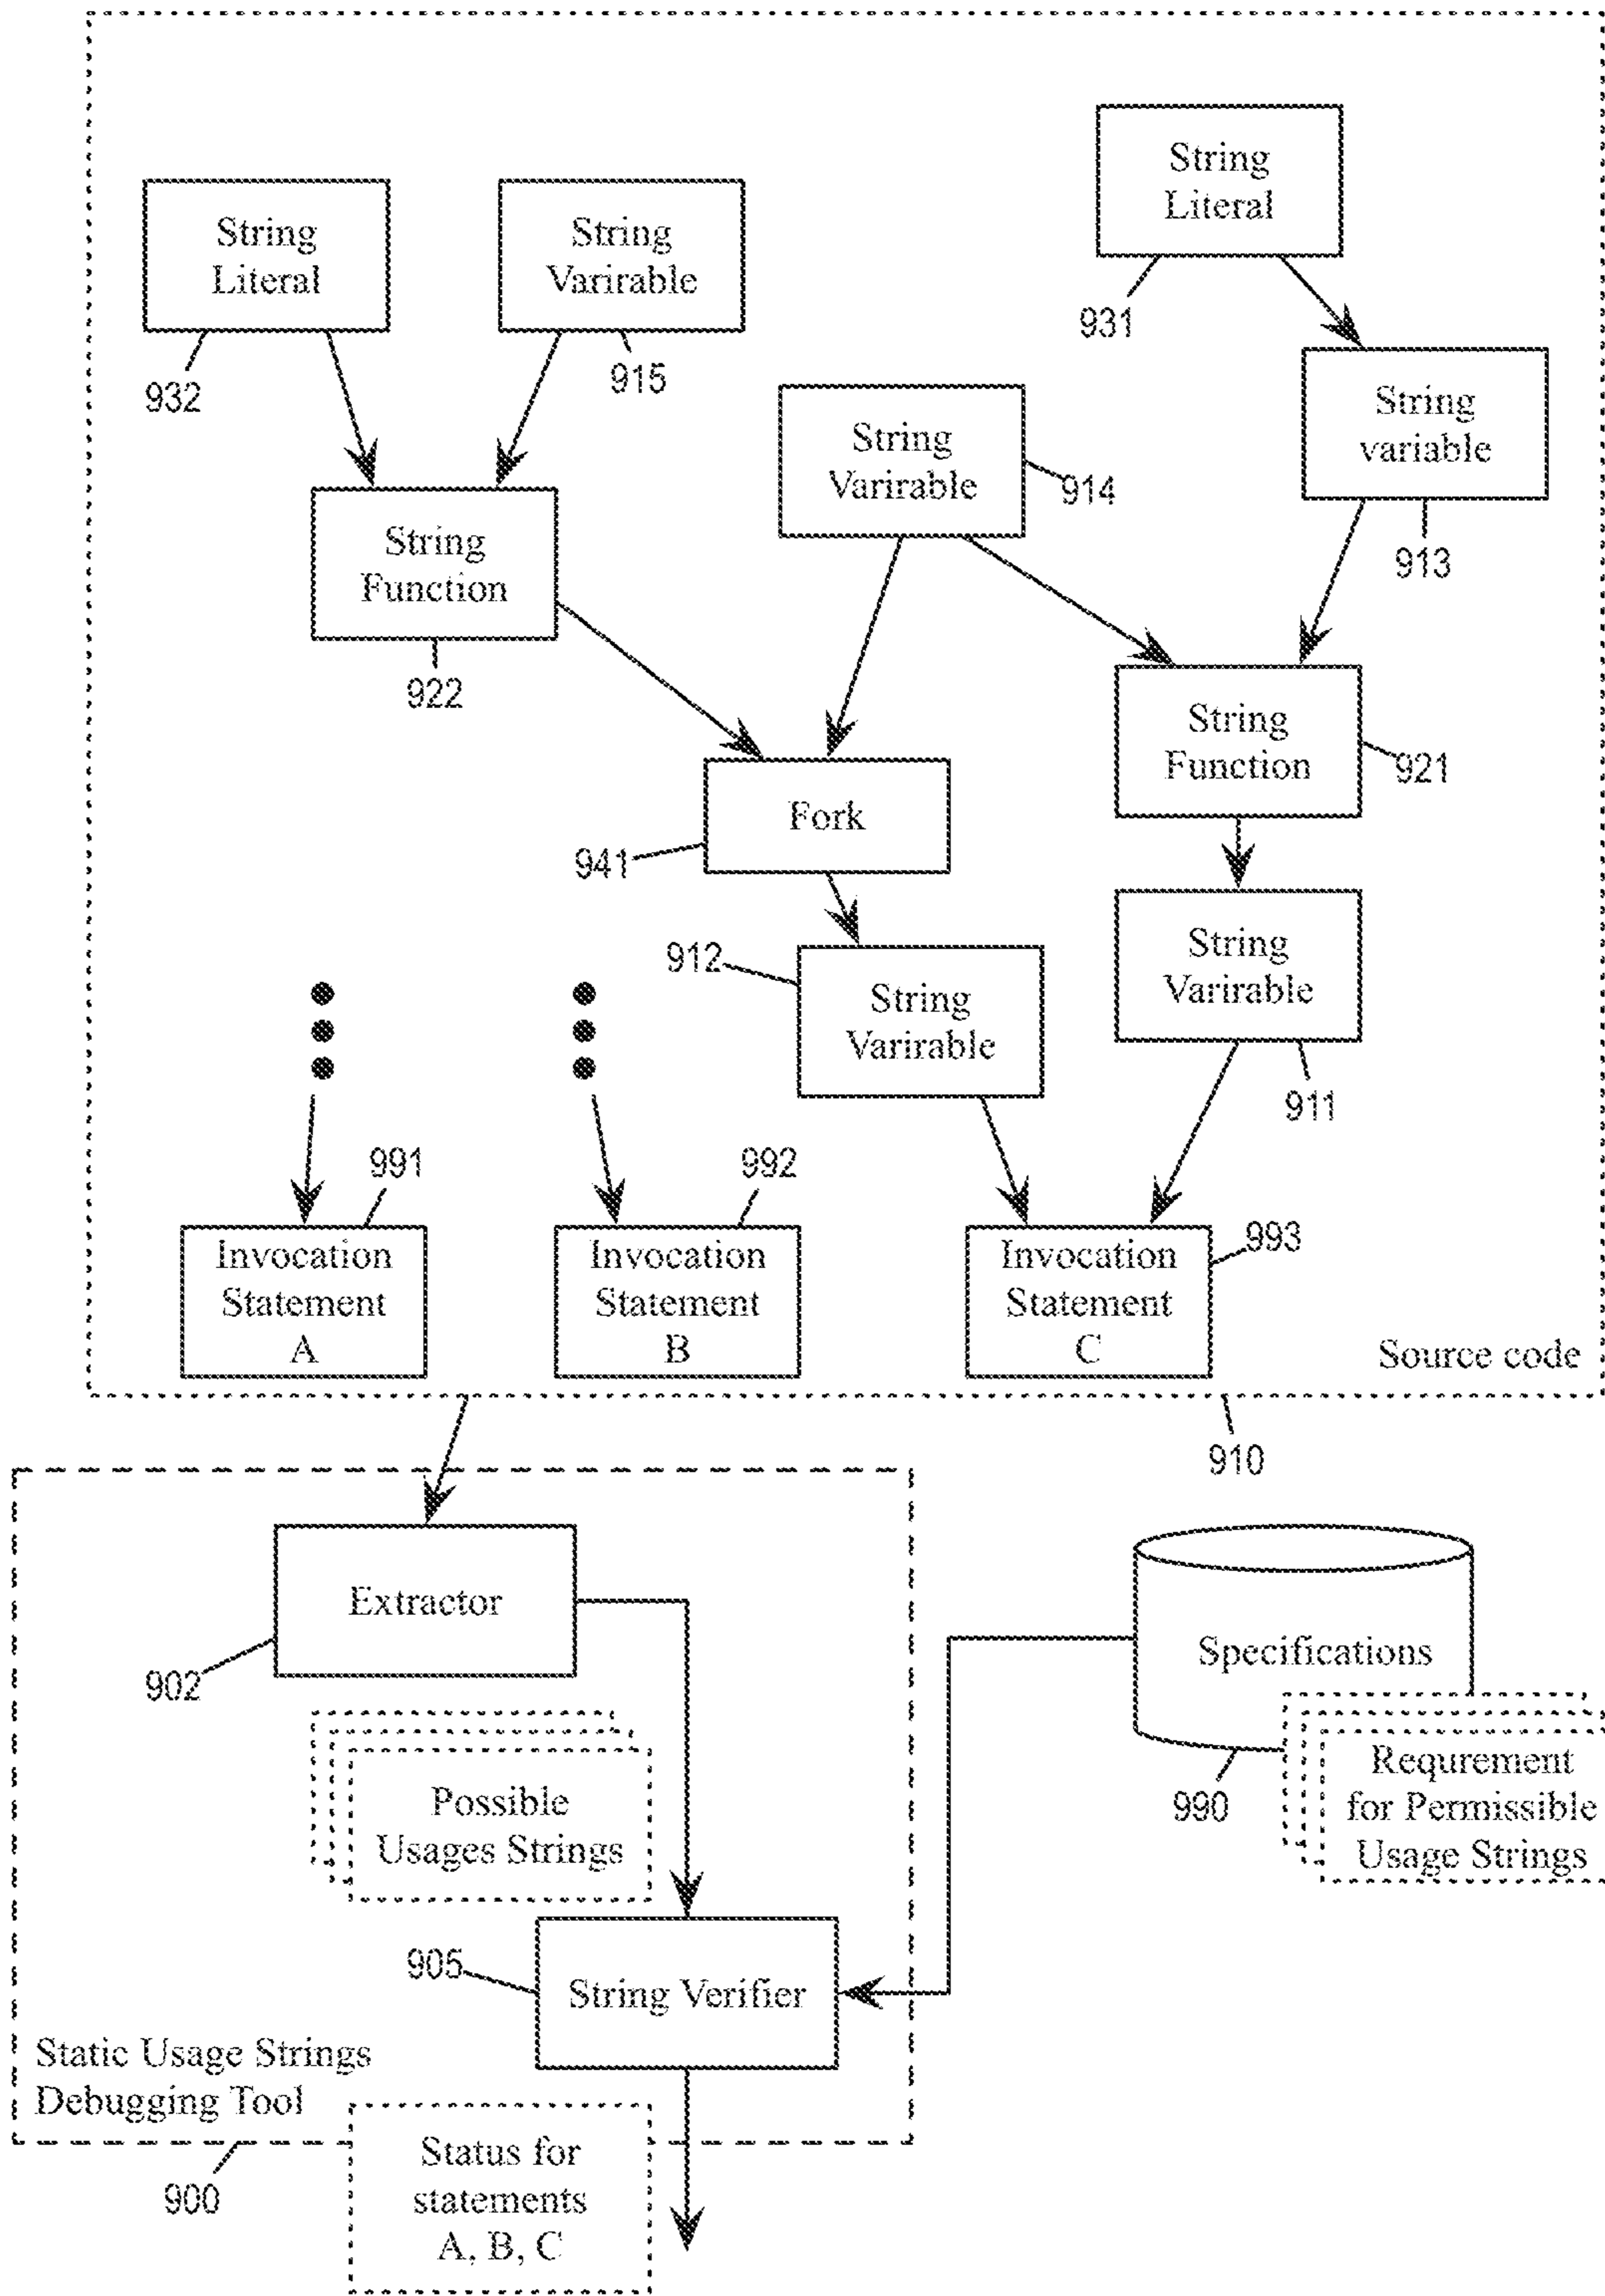 String
Literal
931
String
Literal
932
String
Varirable
915
String
variable
913
String
Varirable
914
String
Function
922
String
Function
921
Fork
941
String
Varirable
911
912
String
Varirable
991
Invocation
Statement
A
992
Invocation
Statement
B
993
Invocation
Statement
C
Source code
910
Extractor
902
Specifications
990
Requrement
for Permissible
Usage Strings
Possible
Usages Strings
905
String Verifier
Static Usage Strings
Debugging Tool
900
Status for
statements
A, B, C